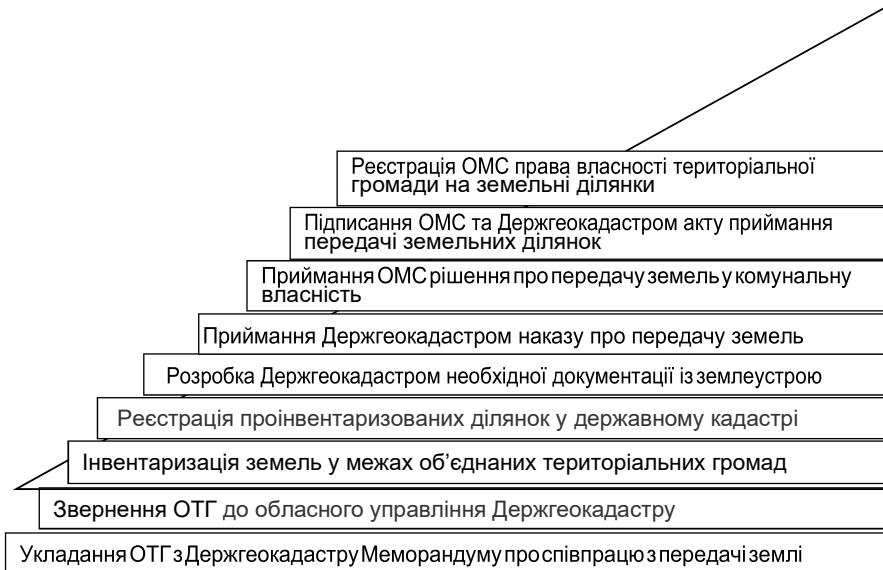 Реєстрація ОМС права власності територіальної
громади на земельні ділянки
Підписання ОМС та Держгеокадастром акту приймання
передачі земельних ділянок
Приймання ОМС рішення про передачу земель у комунальну
власність
Приймання Держгеокадастром наказу про передачу земель
Розробка Держгеокадастром необхідної документації із землеустрою
Реєстрація проінвентаризованих ділянок у державному кадастрі
Інвентаризація земель у межах об’єднаних територіальних громад
Звернення ОТГ до обласного управління Держгеокадастру
Укладання ОТГ з Держгеокадастру Меморандуму про співпрацю з передачі землі